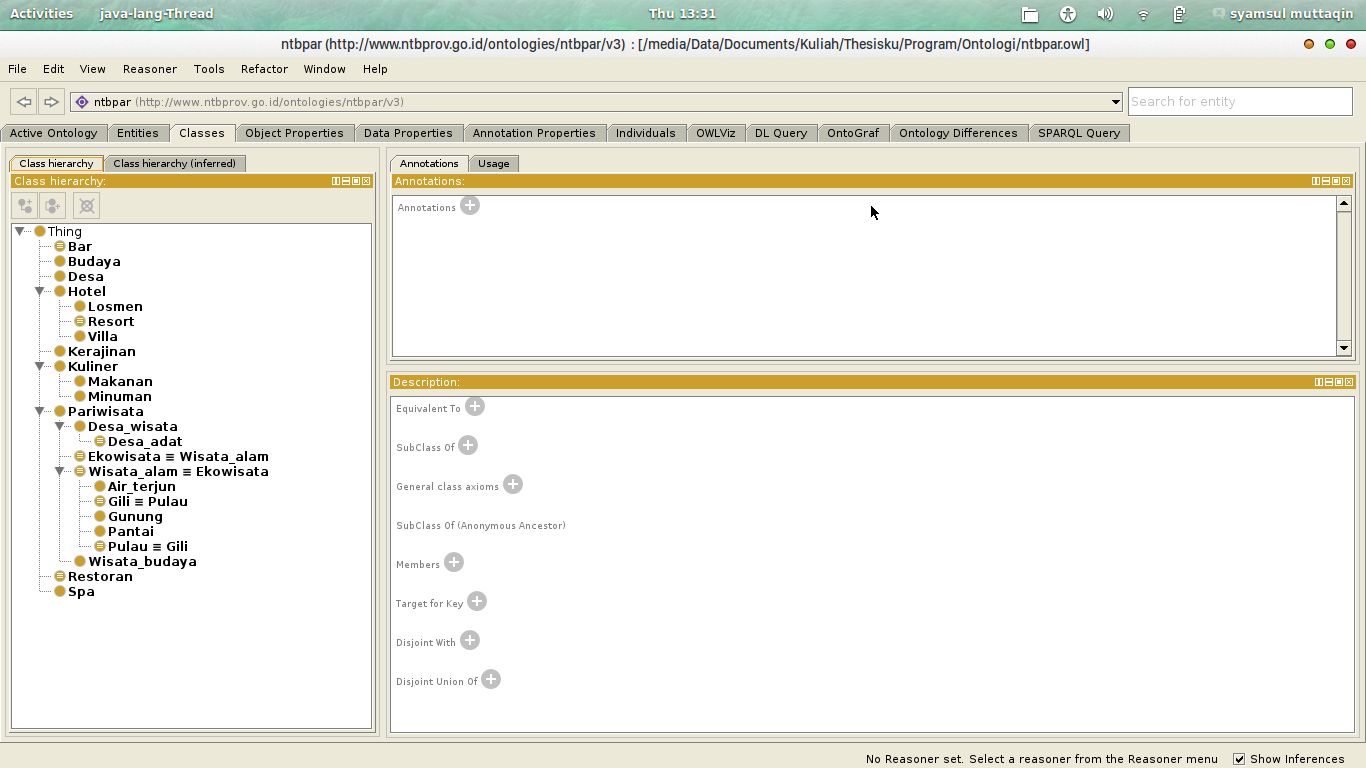 Activities java-lang-Thread Thu 13:31 syamsul muttaqin
ntbpar (http://www.ntbprov.go.id/ontologies/ntbpar/v3) : [/media/Data/Documents/Kuliah/Thesisku/Program/Ontologi/ntbpar.owl]
File Edit View Reasoner Tools Refactor Window Help
ntbpar (http://www.ntbprov.go.id/ontologies/ntbpar/v3) Search for entity
Active Ontology Entities Classes Object Properties Data Properties Annotation Properties Individuals OWLViz DL Query OntoGraf Ontology Differences SPARQL Query
Class hierarchy Class hierarchy (inferred)
Class hierarchy:
Thing
Bar
Budaya
Desa
Hotel
Losmen
Resort
Villa
Kerajinan
Kuliner
Makanan
Minuman
Pariwisata
Desa_wisata
Desa_adat
Ekowisata ≡ Wisata_alam
Wisata_alam ≡ Ekowisata
Air_terjun
Gili ≡ Pulau
Gunung
Pantai
Pulau ≡ Gili
Wisata_budaya
Restoran
Spa
Annotations Usage
Annotations:
Annotations
Description:
Equivalent To
SubClass Of
General class axioms
SubClass Of (Anonymous Ancestor)
Members
Target for Key
Disjoint With
Disjoint Union Of
No Reasoner set. Select a reasoner from the Reasoner menu Show Inferences